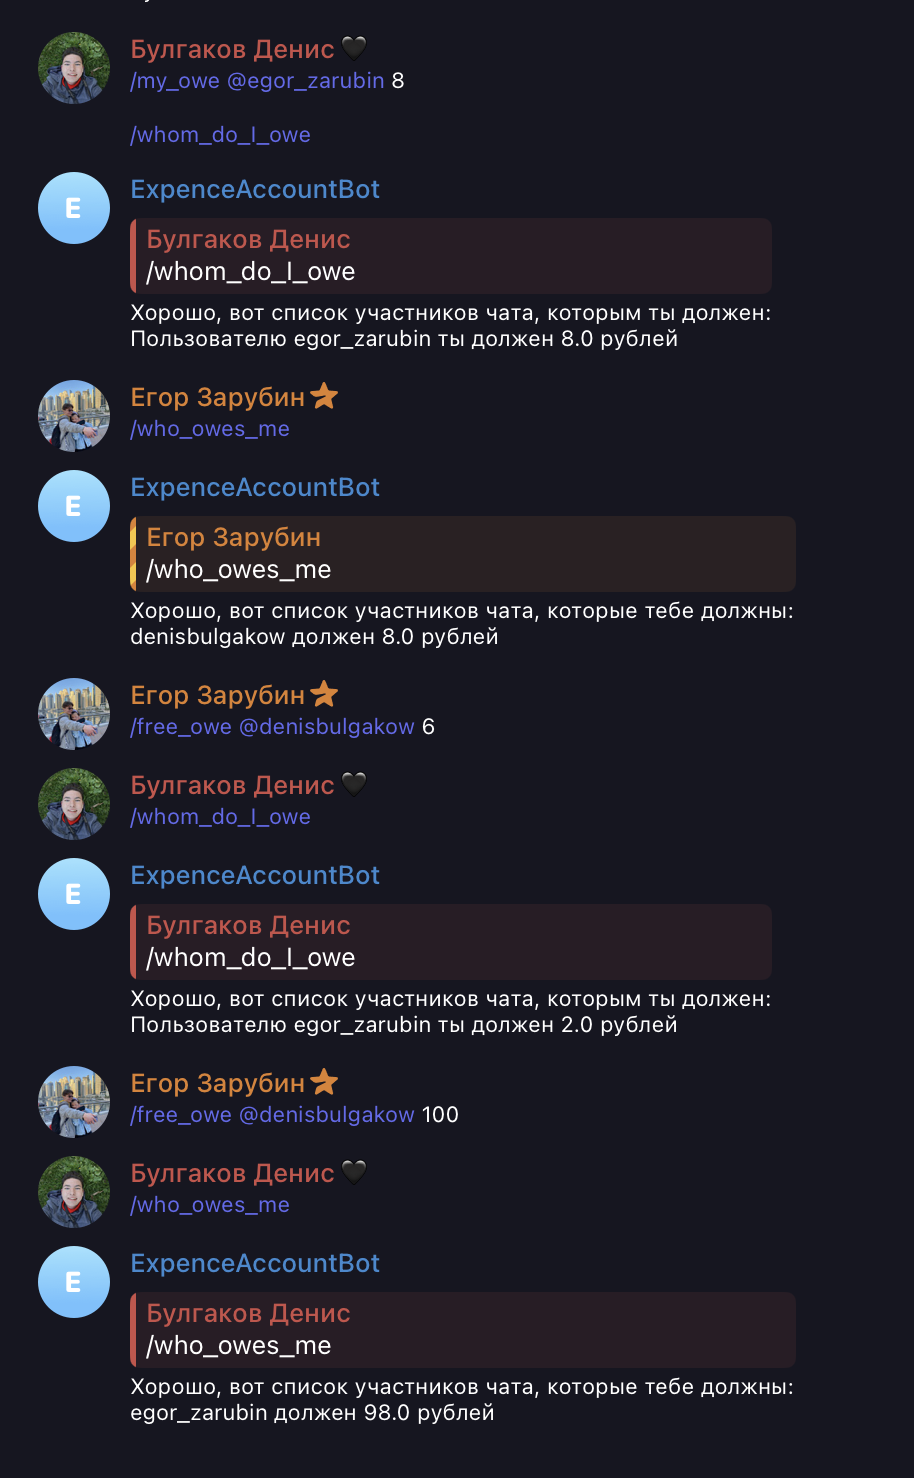 Булгаков Денис 🖤
/my_owe @egor_zarubin 8
/whom_do_I_owe
E
ExpenceAccountBot
Булгаков Денис
/whom_do_I_owe
Хорошо, вот список участников чата, которым ты должен:
Пользователю egor_zarubin ты должен 8.0 рублей
Егор Зарубин
/who_owes_me
E
ExpenceAccountBot
Егор Зарубин
/who_owes_me
Хорошо, вот список участников чата, которые тебе должны:
denisbulgakow должен 8.0 рублей
Егор Зарубин
/free_owe @denisbulgakow 6
Булгаков Денис 🖤
/whom_do_I_owe
E
ExpenceAccountBot
Булгаков Денис
/whom_do_I_owe
Хорошо, вот список участников чата, которым ты должен:
Пользователю egor_zarubin ты должен 2.0 рублей
Егор Зарубин
/free_owe @denisbulgakow 100
Булгаков Денис 🖤
/who_owes_me
E
ExpenceAccountBot
Булгаков Денис
/who_owes_me
Хорошо, вот список участников чата, которые тебе должны:
egor_zarubin должен 98.0 рублей